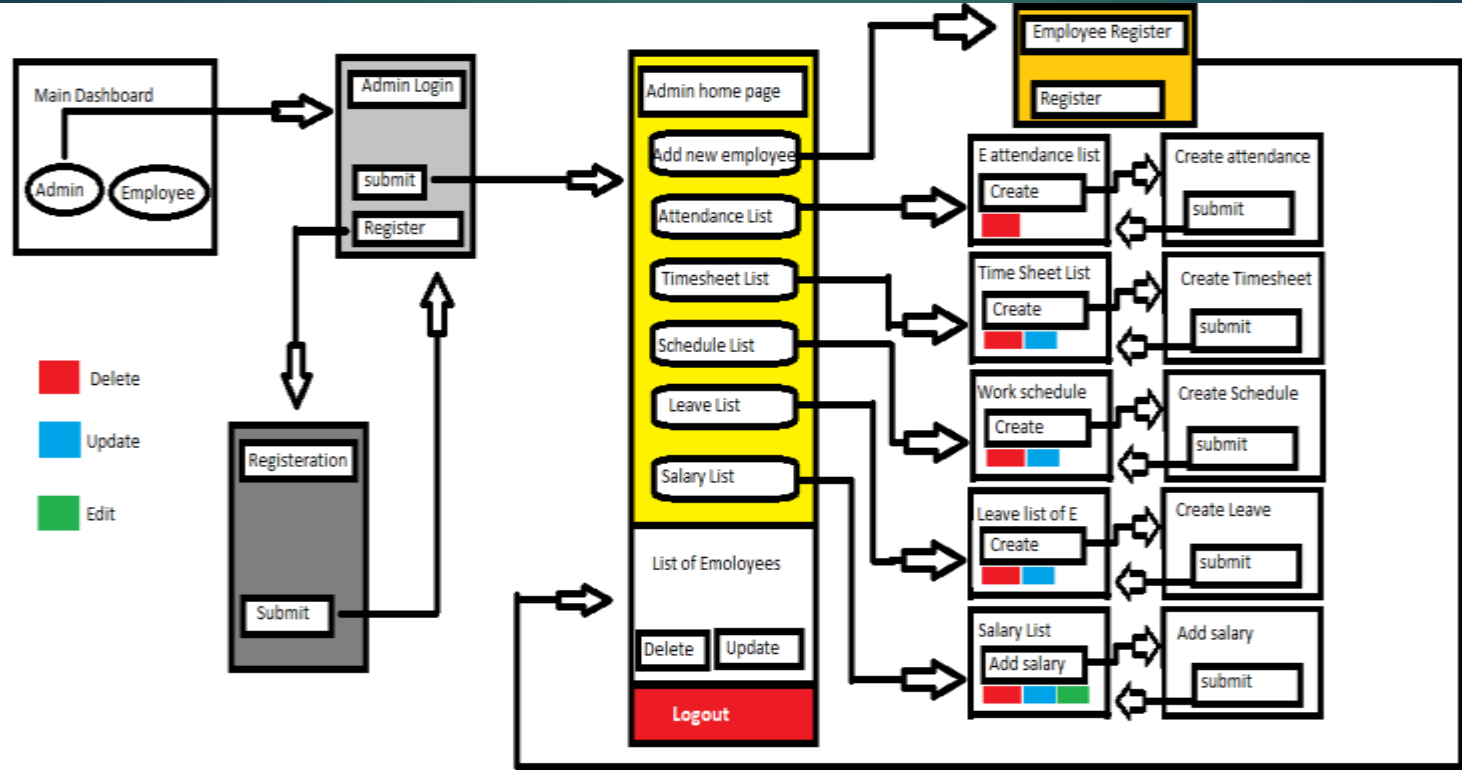 Main Dashboard
Admin
Employee
Delete
Update
Edit
Admin Login
submit
Register
Registeration
Submit
Admin home page
Add new employee
Attendance List
Timesheet List
Schedule List
Leave List
Salary List
List of Emoloyees
Delete
Update
Logout
Employee Register
Register
E attendance list
Create
Create attendance
submit
Time Sheet List
Create
Create Timesheet
submit
Work schedule
Create
Create Schedule
submit
Leave list of E
Create
Create Leave
submit
Salary List
Add salary
Add salary
submit